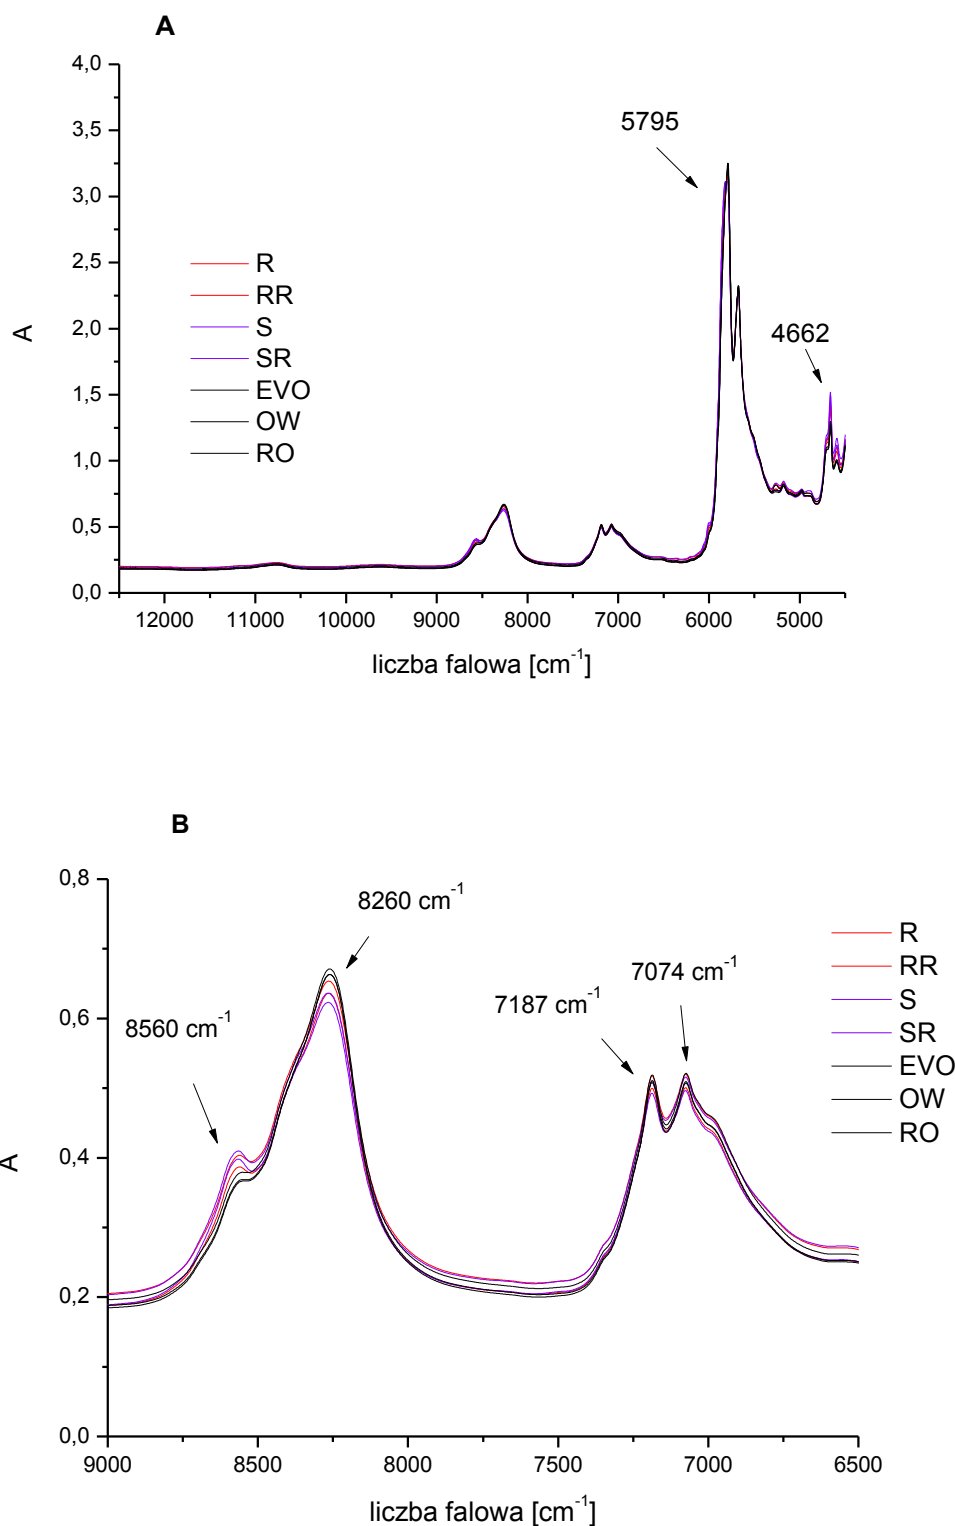 A
4,0
3,5
3,0
2,5
2,0
1,5
1,0
0,5
0,0
A
5795
4662
R
RR
S
SR
EVO
OW
RO
12000 11000 10000 9000 8000 7000 6000 5000
liczba falowa [cm⁻¹]
B
0,8
0,6
0,4
0,2
0,0
A
8260 cm⁻¹
8560 cm⁻¹
7187 cm⁻¹
7074 cm⁻¹
R
RR
S
SR
EVO
OW
RO
9000 8500 8000 7500 7000 6500
liczba falowa [cm⁻¹]